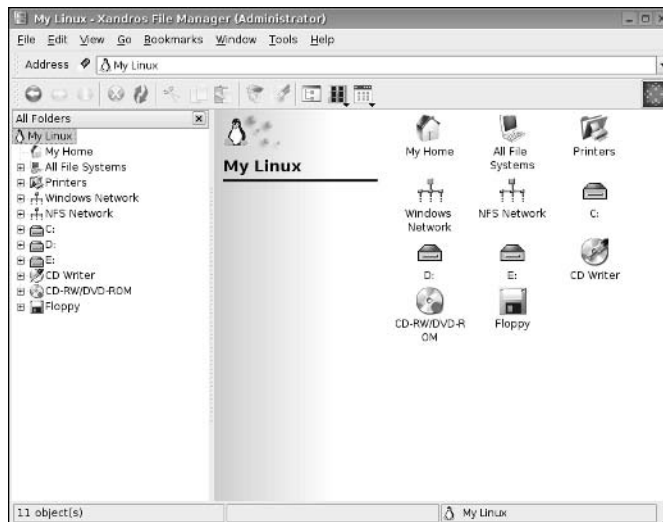 My Linux - Xandros File Manager (Administrator)
File Edit View Go Bookmarks Window Tools Help
Address My Linux
All Folders
My Linux
My Home
All File Systems
Printers
Windows Network
NFS Network
C:
D:
E:
CD Writer
CD-RW/DVD-ROM
Floppy
My Linux
My Home
All File
Systems
Printers
Windows
Network
NFS Network
C:
D:
E:
CD Writer
CD-RW/DVD-R
OM
Floppy
11 object(s)
My Linux